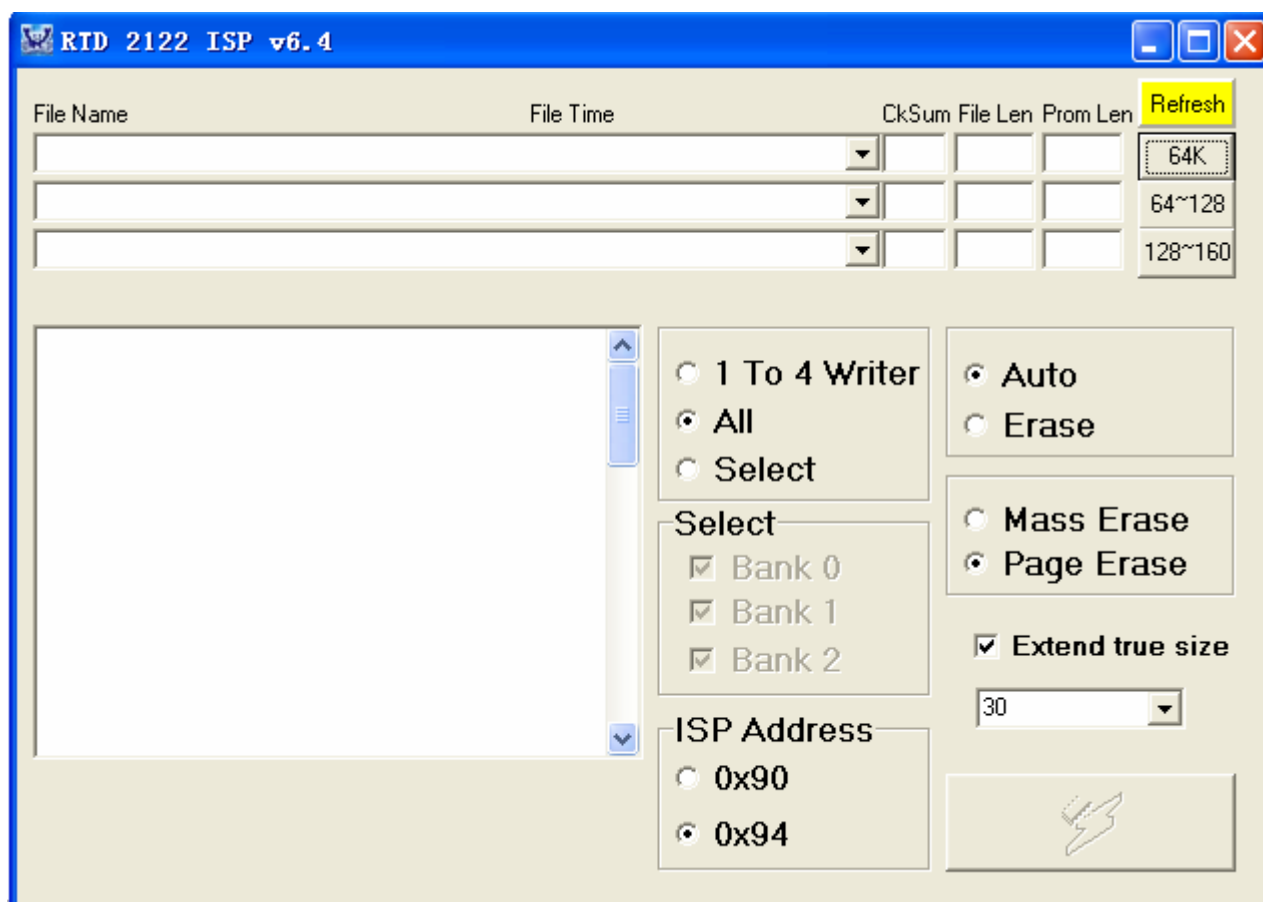 RTD 2122 ISP v6.4
File Name File Time CkSum File Len Prom Len Refresh
64K
64~128
128~160
1 To 4 Writer
All
Select
Auto
Erase
Select
Bank 0
Bank 1
Bank 2
Mass Erase
Page Erase
Extend true size
30
ISP Address
0x90
0x94